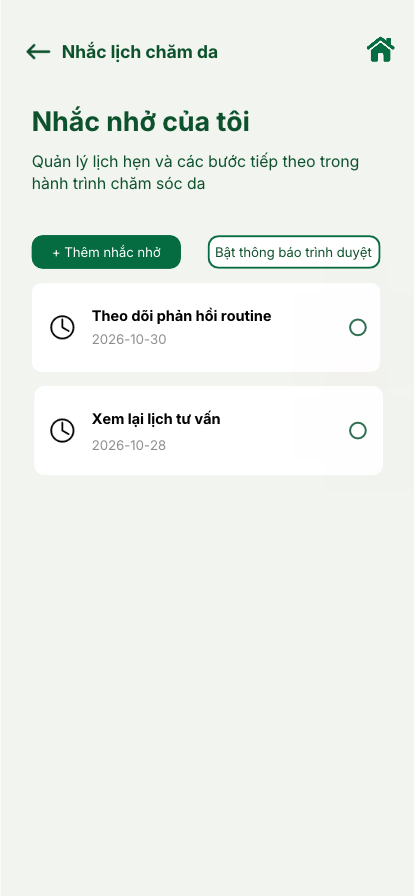 Nhắc lịch chăm da
Nhắc nhở của tôi
Quản lý lịch hẹn và các bước tiếp theo trong
hành trình chăm sóc da
+ Thêm nhắc nhở
Bật thông báo trình duyệt
Theo dõi phản hồi routine
2026-10-30
Xem lại lịch tư vấn
2026-10-28